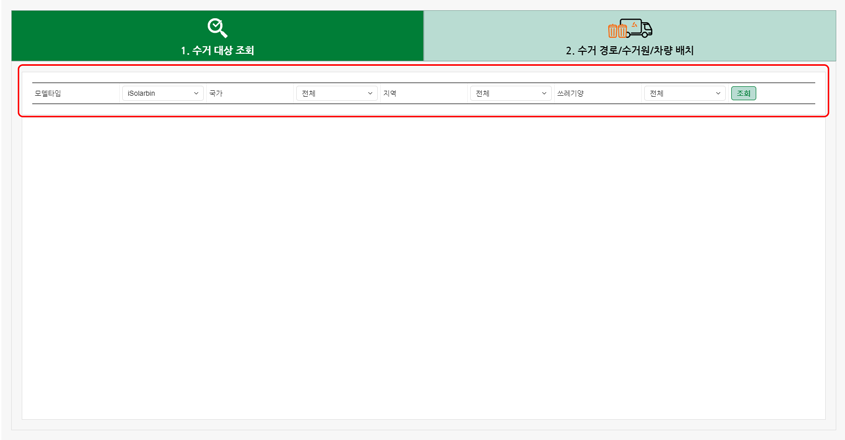 1. 수거 대상 조회
2. 수거 경로/수거원/차량 배치
모델타입 iSolarbin 국가 전체 지역 전체 쓰레기양 전체 조회